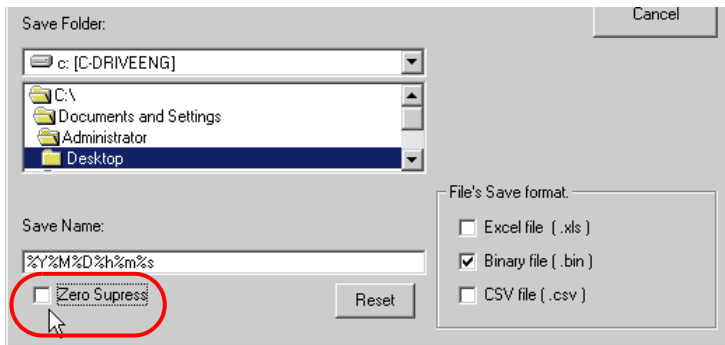 Save Folder:
Cancel
c: [C-DRIVEENG]
C:\
Documents and Settings
Administrator
Desktop
File's Save format.
Save Name:
Excel file ( .xls )
%Y%M%D%h%m%s
Binary file ( .bin )
Zero Supress
Reset
CSV file ( .csv )